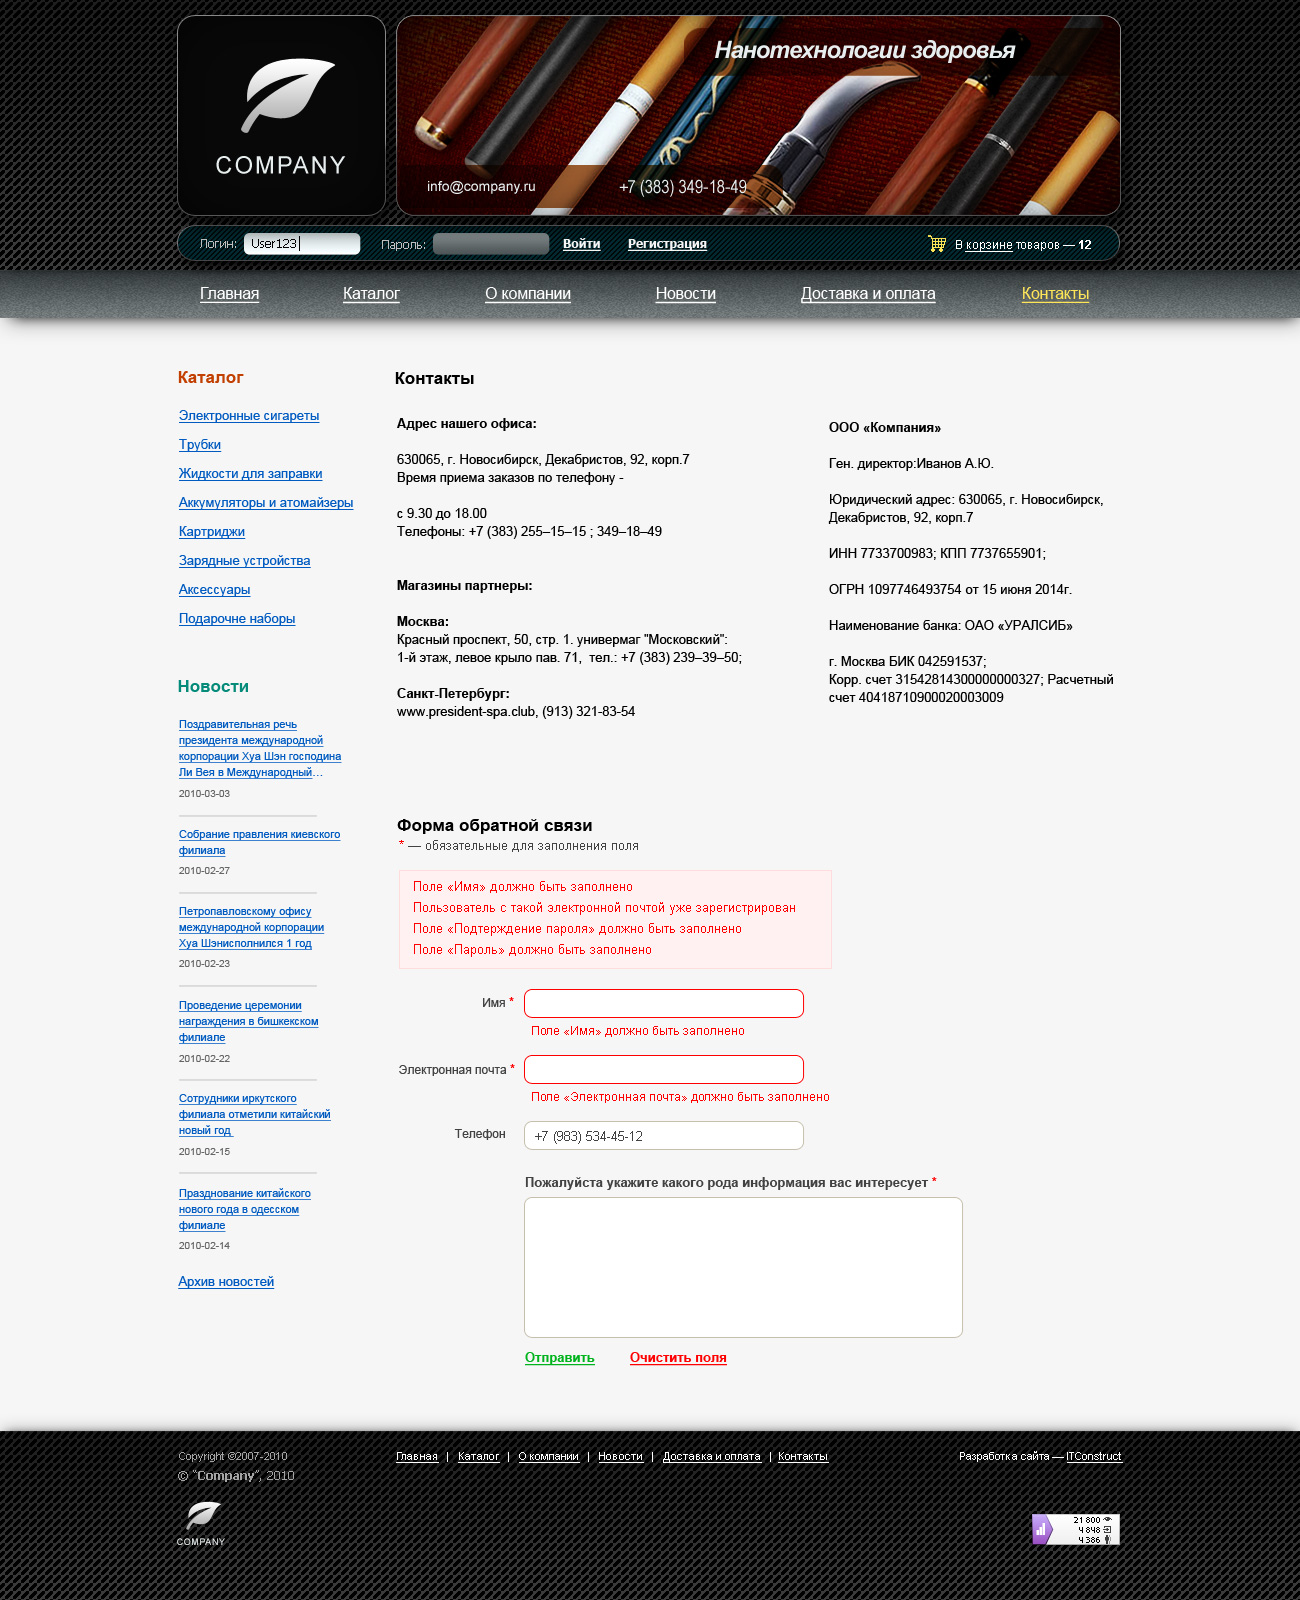 COMPANY
Нанотехнологии здоровья
info@company.ru
+7 (383) 349-18-49
Логин: User123 Пароль: Войти Регистрация В корзине товаров — 12
Главная Каталог О компании Новости Доставка и оплата Контакты
Каталог
Электронные сигареты
Трубки
Жидкости для заправки
Аккумуляторы и атомайзеры
Картриджи
Зарядные устройства
Аксессуары
Подарочне наборы
Новости
Поздравительная речь
президента международной
корпорации Хуа Шэн господина
Ли Вея в Международный...
2010-03-03
Собрание правления киевского
филиала
2010-02-27
Петропавловскому офису
международной корпорации
Хуа Шэнисполнился 1 год
2010-02-23
Проведение церемонии
награждения в бишкекском
филиале
2010-02-22
Сотрудники иркутского
филиала отметили китайский
новый год
2010-02-15
Празднование китайского
нового года в одесском
филиале
2010-02-14
Архив новостей
Контакты
Адрес нашего офиса:
630065, г. Новосибирск, Декабристов, 92, корп.7
Время приема заказов по телефону -
с 9.30 до 18.00
Телефоны: +7 (383) 255–15–15 ; 349–18–49
Магазины партнеры:
Москва:
Красный проспект, 50, стр. 1. универмаг "Московский":
1-й этаж, левое крыло пав. 71, тел.: +7 (383) 239–39–50;
Санкт-Петербург:
www.president-spa.club, (913) 321-83-54
ООО «Компания»
Ген. директор:Иванов А.Ю.
Юридический адрес: 630065, г. Новосибирск,
Декабристов, 92, корп.7
ИНН 7733700983; КПП 7737655901;
ОГРН 1097746493754 от 15 июня 2014г.
Наименование банка: ОАО «УРАЛСИБ»
г. Москва БИК 042591537;
Корр. счет 31542814300000000327; Расчетный
счет 40418710900020003009
Форма обратной связи
* — обязательные для заполнения поля
Поле «Имя» должно быть заполнено
Пользователь с такой электронной почтой уже зарегистрирован
Поле «Подтерждение пароля» должно быть заполнено
Поле «Пароль» должно быть заполнено
Имя *
Поле «Имя» должно быть заполнено
Электронная почта *
Поле «Электронная почта» должно быть заполнено
Телефон +7 (983) 534-45-12
Пожалуйста укажите какого рода информация вас интересует *
Отправить Очистить поля
Copyright ©2007-2010
© "Company", 2010
COMPANY
Главная | Каталог | О компании | Новости | Доставка и оплата | Контакты
Разработка сайта — ITConstruct
21 800
4 848
4 386